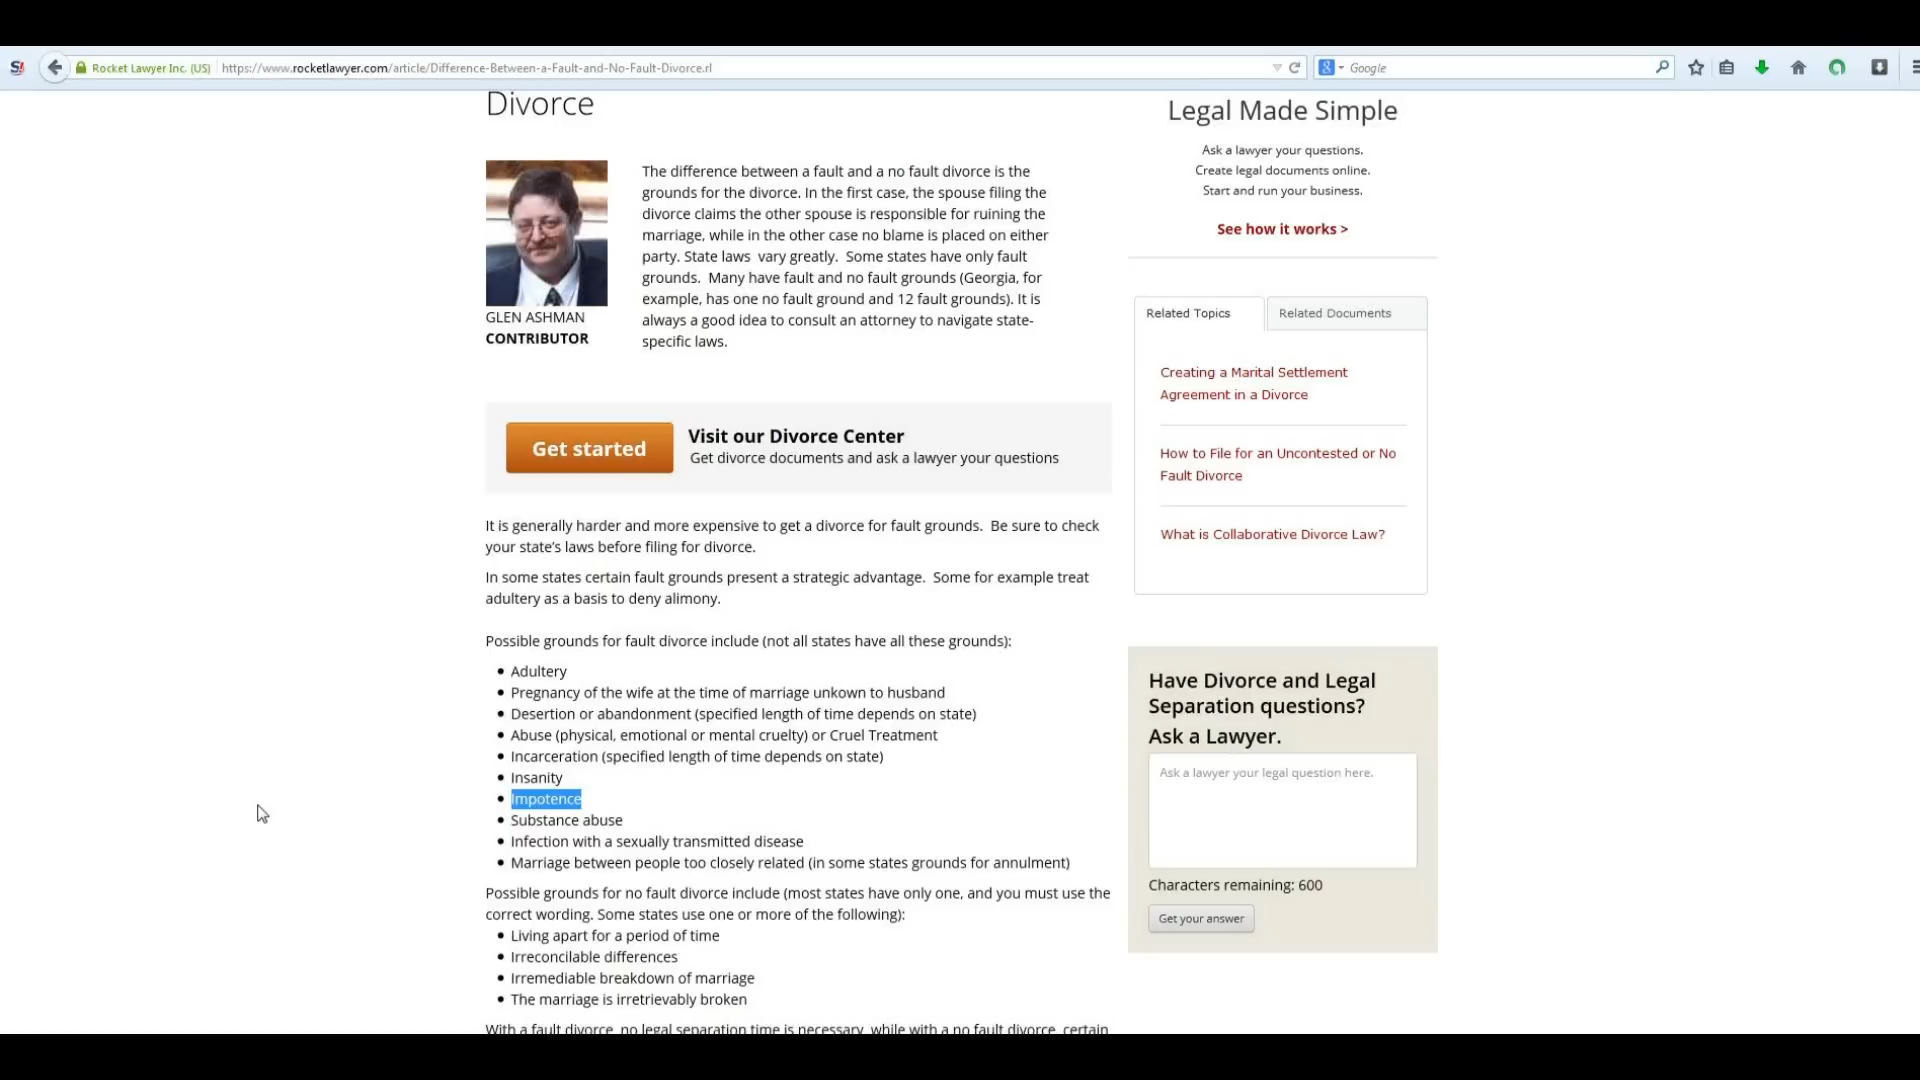 Rocket Lawyer Inc. (US) https://www.rocketlawyer.com/article/Difference-Between-a-Fault-and-No-Fault-Divorce.rl
Google
Divorce
GLEN ASHMAN
CONTRIBUTOR
The difference between a fault and a no fault divorce is the
grounds for the divorce. In the first case, the spouse filing the
divorce claims the other spouse is responsible for ruining the
marriage, while in the other case no blame is placed on either
party. State laws vary greatly. Some states have only fault
grounds. Many have fault and no fault grounds (Georgia, for
example, has one no fault ground and 12 fault grounds). It is
always a good idea to consult an attorney to navigate state-
specific laws.
Get started
Visit our Divorce Center
Get divorce documents and ask a lawyer your questions
It is generally harder and more expensive to get a divorce for fault grounds. Be sure to check
your state's laws before filing for divorce.
In some states certain fault grounds present a strategic advantage. Some for example treat
adultery as a basis to deny alimony.
Possible grounds for fault divorce include (not all states have all these grounds):
• Adultery
• Pregnancy of the wife at the time of marriage unkown to husband
• Desertion or abandonment (specified length of time depends on state)
• Abuse (physical, emotional or mental cruelty) or Cruel Treatment
• Incarceration (specified length of time depends on state)
• Insanity
• Impotence
• Substance abuse
• Infection with a sexually transmitted disease
• Marriage between people too closely related (in some states grounds for annulment)
Possible grounds for no fault divorce include (most states have only one, and you must use the
correct wording. Some states use one or more of the following):
• Living apart for a period of time
• Irreconcilable differences
• Irremediable breakdown of marriage
• The marriage is irretrievably broken
With a fault divorce, no legal separation time is necessary, while with a no fault divorce, certain
Legal Made Simple
Ask a lawyer your questions.
Create legal documents online.
Start and run your business.
See how it works >
Related Topics
Related Documents
Creating a Marital Settlement
Agreement in a Divorce
How to File for an Uncontested or No
Fault Divorce
What is Collaborative Divorce Law?
Have Divorce and Legal
Separation questions?
Ask a Lawyer.
Ask a lawyer your legal question here.
Characters remaining: 600
Get your answer